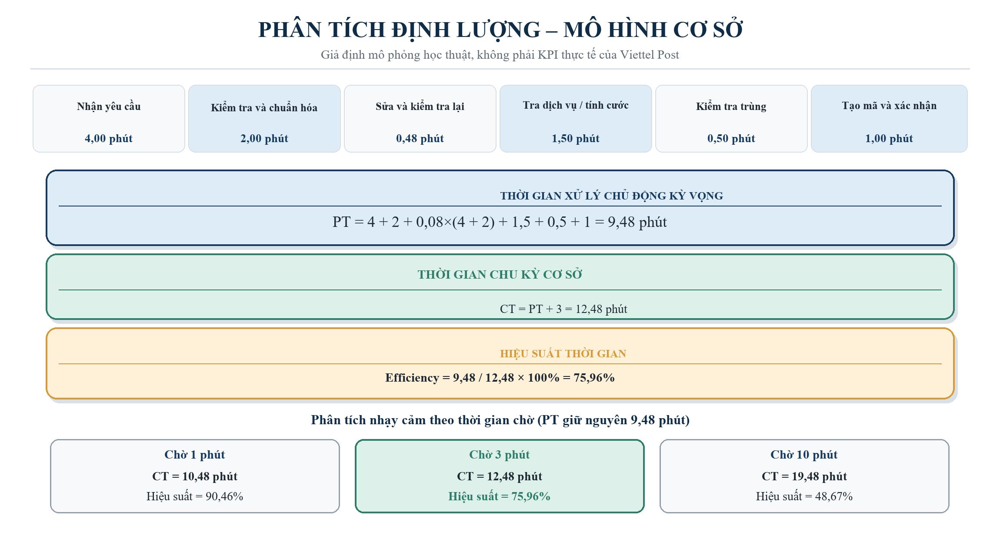 PHÂN TÍCH ĐỊNH LƯỢNG – MÔ HÌNH CƠ SỞ
Giả định mô phỏng học thuật, không phải KPI thực tế của Viettel Post
Nhận yêu cầu
4,00 phút
Kiểm tra và chuẩn hóa
2,00 phút
Sửa và kiểm tra lại
0,48 phút
Tra dịch vụ / tính cước
1,50 phút
Kiểm tra trùng
0,50 phút
Tạo mã và xác nhận
1,00 phút
THỜI GIAN XỬ LÝ CHỦ ĐỘNG KỲ VỌNG
PT = 4 + 2 + 0,08×(4 + 2) + 1,5 + 0,5 + 1 = 9,48 phút
THỜI GIAN CHU KỲ CƠ SỞ
CT = PT + 3 = 12,48 phút
HIỆU SUẤT THỜI GIAN
Efficiency = 9,48 / 12,48 × 100% = 75,96%
Phân tích nhạy cảm theo thời gian chờ (PT giữ nguyên 9,48 phút)
Chờ 1 phút
CT = 10,48 phút
Hiệu suất = 90,46%
Chờ 3 phút
CT = 12,48 phút
Hiệu suất = 75,96%
Chờ 10 phút
CT = 19,48 phút
Hiệu suất = 48,67%